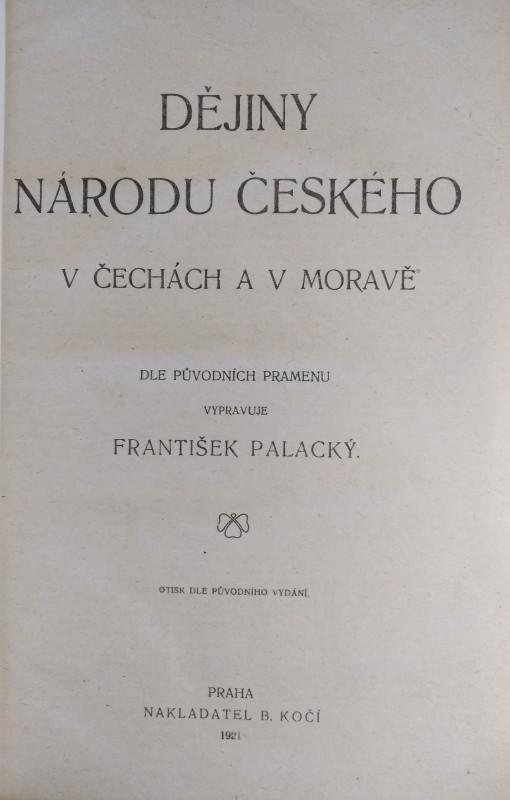 DĚJINY
NÁRODU ČESKÉHO
V ČECHÁCH A V MORAVĚ
DLE PŮVODNÍCH PRAMENU
VYPRAVUJE
FRANTIŠEK PALACKÝ.
OTISK DLE PŮVODNÍHO VYDÁNÍ.
PRAHA
NAKLADATEL B. KOČÍ
1921